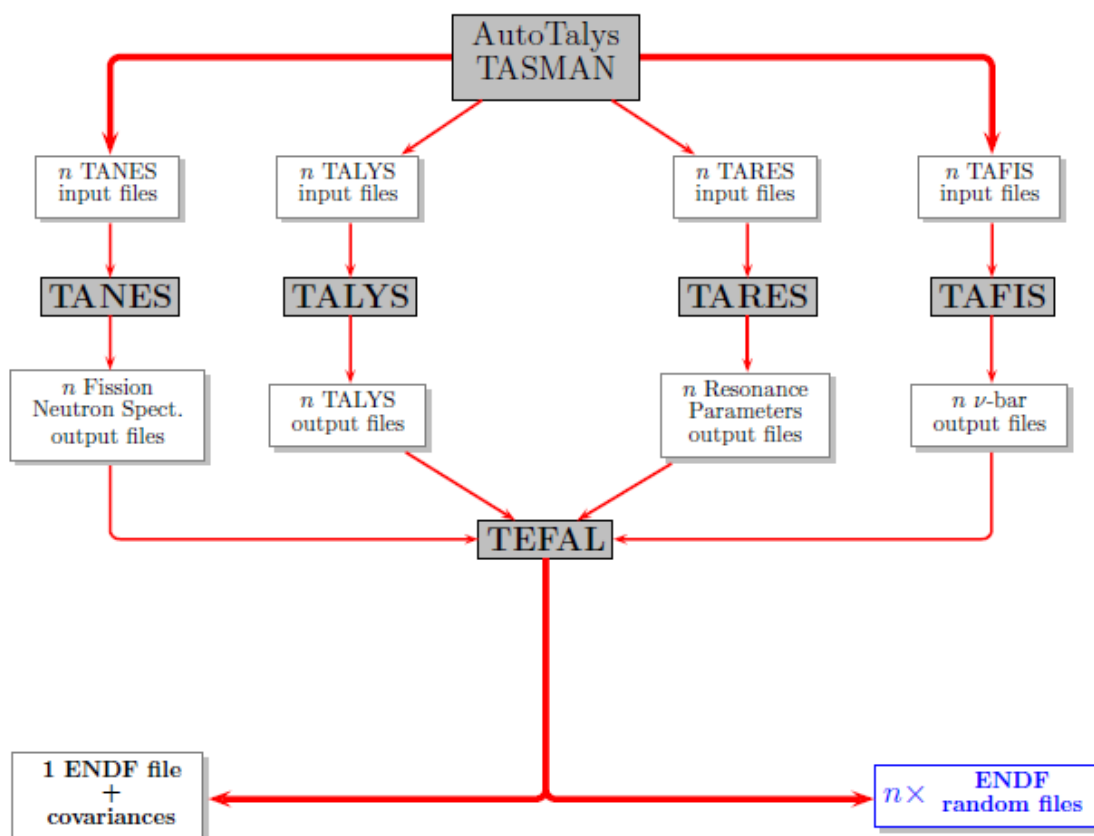 AutoTalys
TASMAN
n TANES
input files
n TALYS
input files
n TARES
input files
n TAFIS
input files
TANES
TALYS
TARES
TAFIS
n Fission
Neutron Spect.
output files
n TALYS
output files
n Resonance
Parameters
output files
n ν-bar
output files
TEFAL
1 ENDF file
+
covariances
n× ENDF
random files